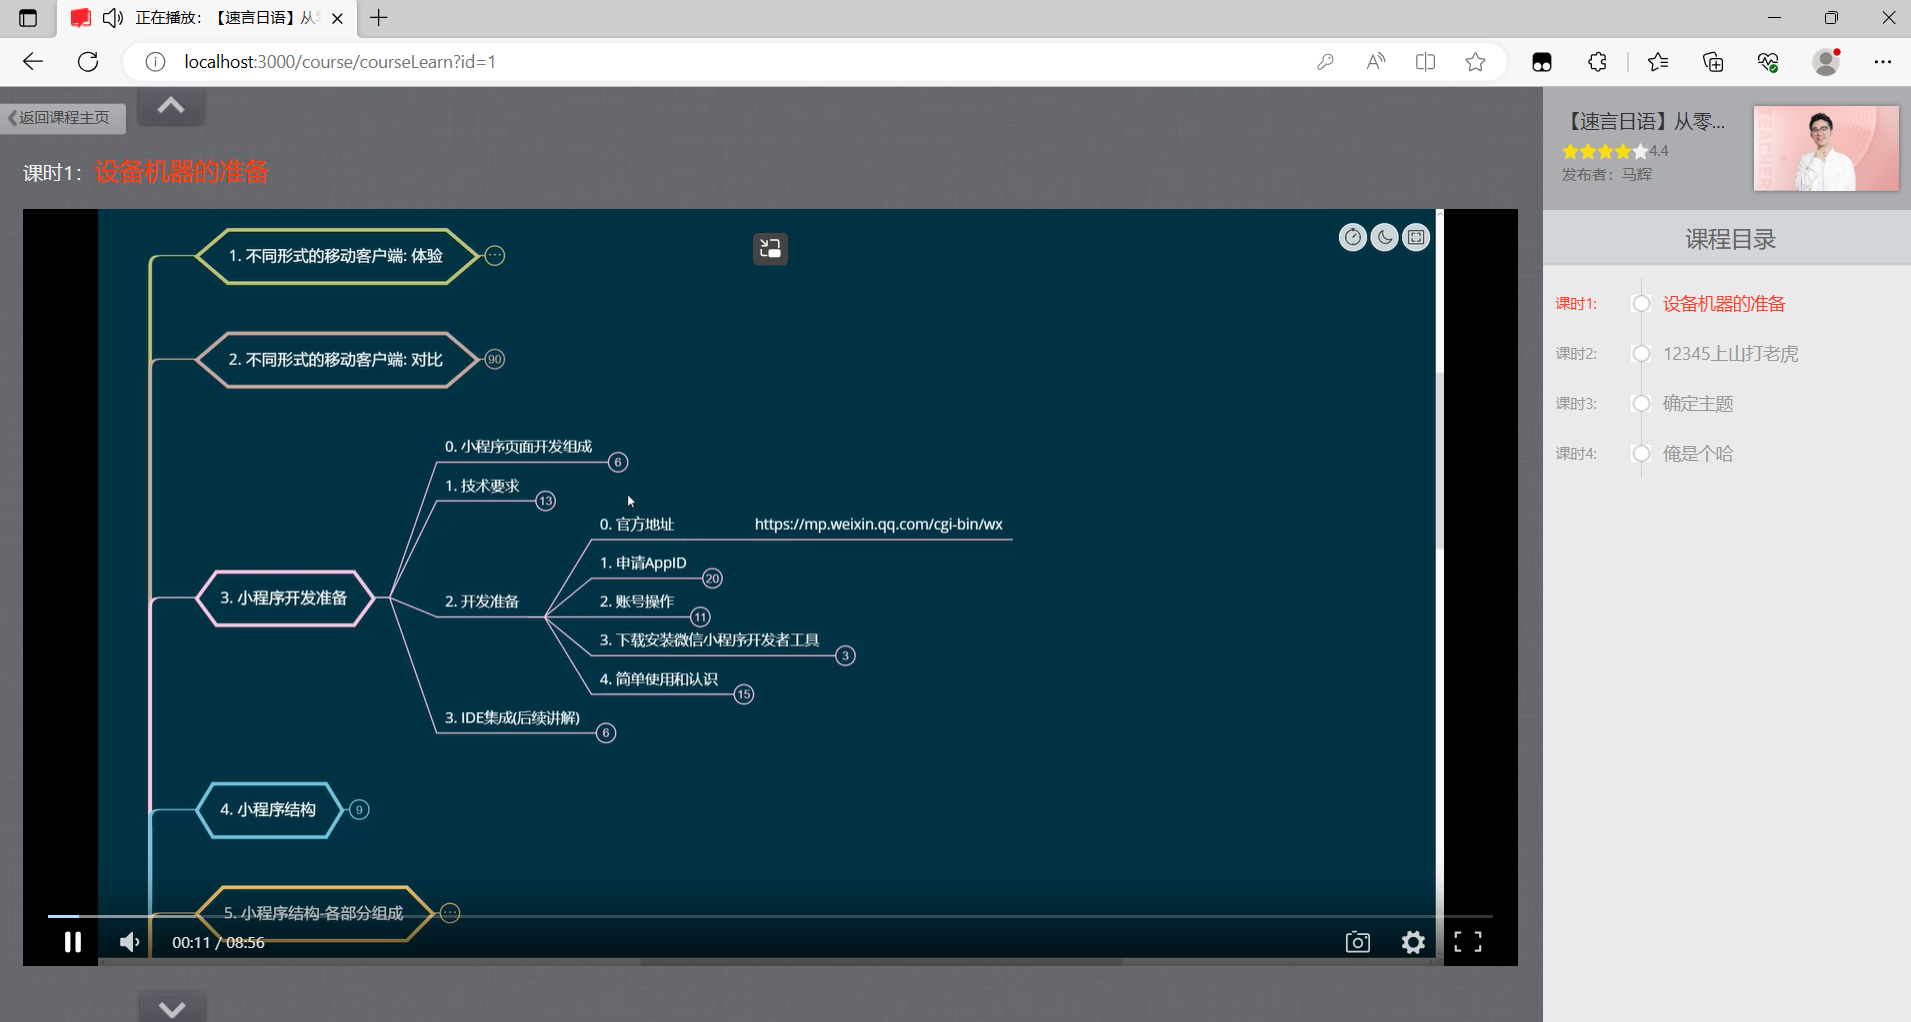 正在播放：【速言日语】从
localhost:3000/course/courseLearn?id=1
返回课程主页
课时1：设备机器的准备
1. 不同形式的移动客户端: 体验
2. 不同形式的移动客户端: 对比 90
0. 小程序页面开发组成 6
1. 技术要求 13
0. 官方地址 https://mp.weixin.qq.com/cgi-bin/wx
1. 申请AppID 20
3. 小程序开发准备
2. 开发准备
2. 账号操作 11
3. 下载安装微信小程序开发者工具 3
4. 简单使用和认识 15
3. IDE集成(后续讲解) 6
4. 小程序结构 9
5. 小程序结构-各部分组成
00:11 / 08:56
【速言日语】从零...
4.4
发布者：马辉
TEACHER
课程目录
课时1: 设备机器的准备
课时2: 12345上山打老虎
课时3: 确定主题
课时4: 俺是个哈